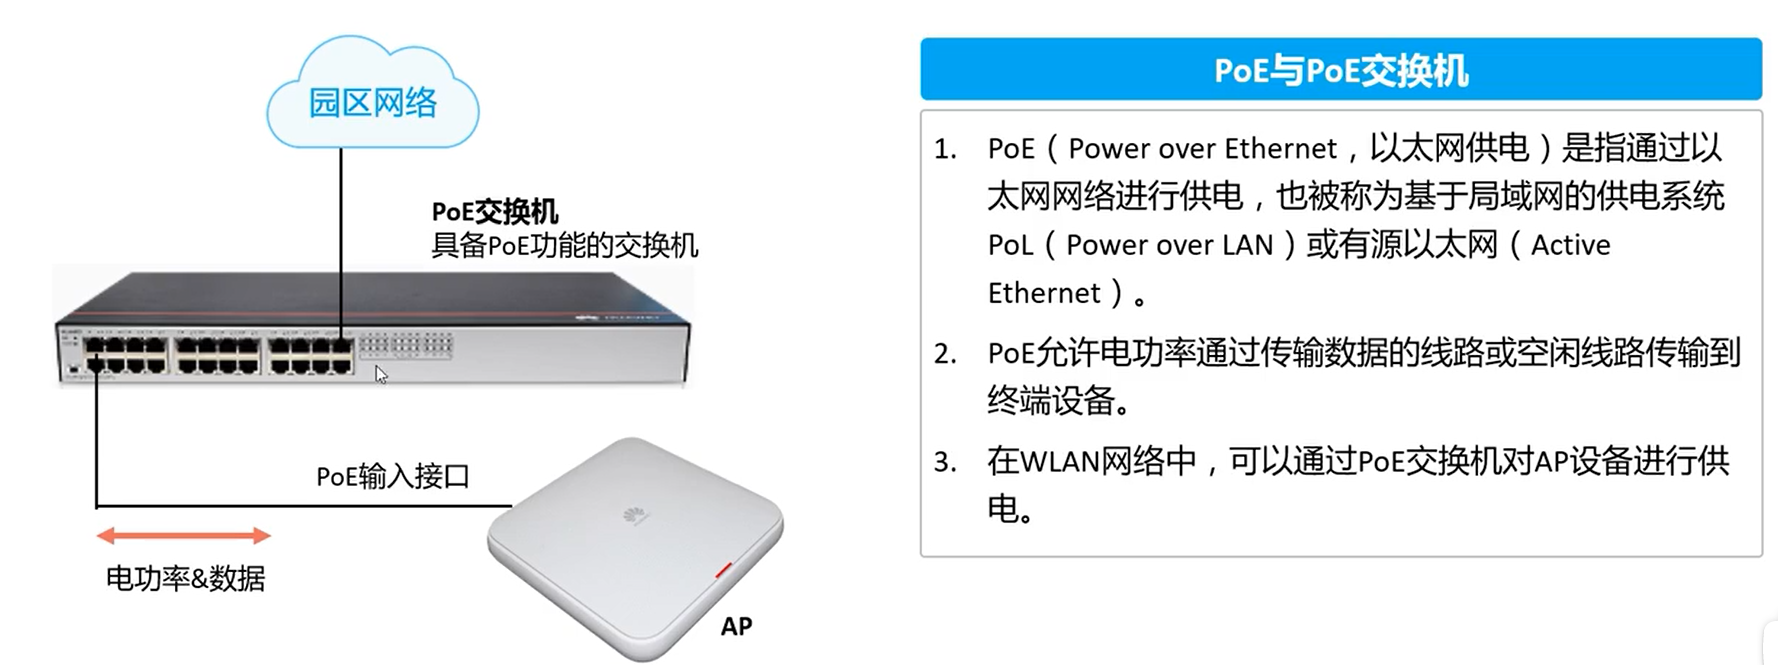 园区网络
PoE交换机
具备PoE功能的交换机
PoE输入接口
电功率&数据
AP
PoE与PoE交换机
1. PoE（Power over Ethernet，以太网供电）是指通过以
太网网络进行供电，也被称为基于局域网的供电系统
PoL（Power over LAN）或有源以太网（Active
Ethernet）。
2. PoE允许电功率通过传输数据的线路或空闲线路传输到
终端设备。
3. 在WLAN网络中，可以通过PoE交换机对AP设备进行供
电。